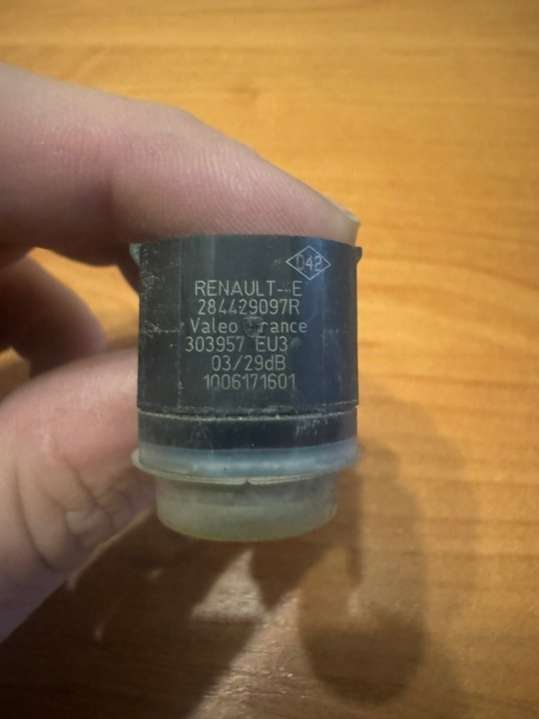 D42
RENAULT-E
284429097R
Valeo France
303957 EU3
03/29dB
1006171601